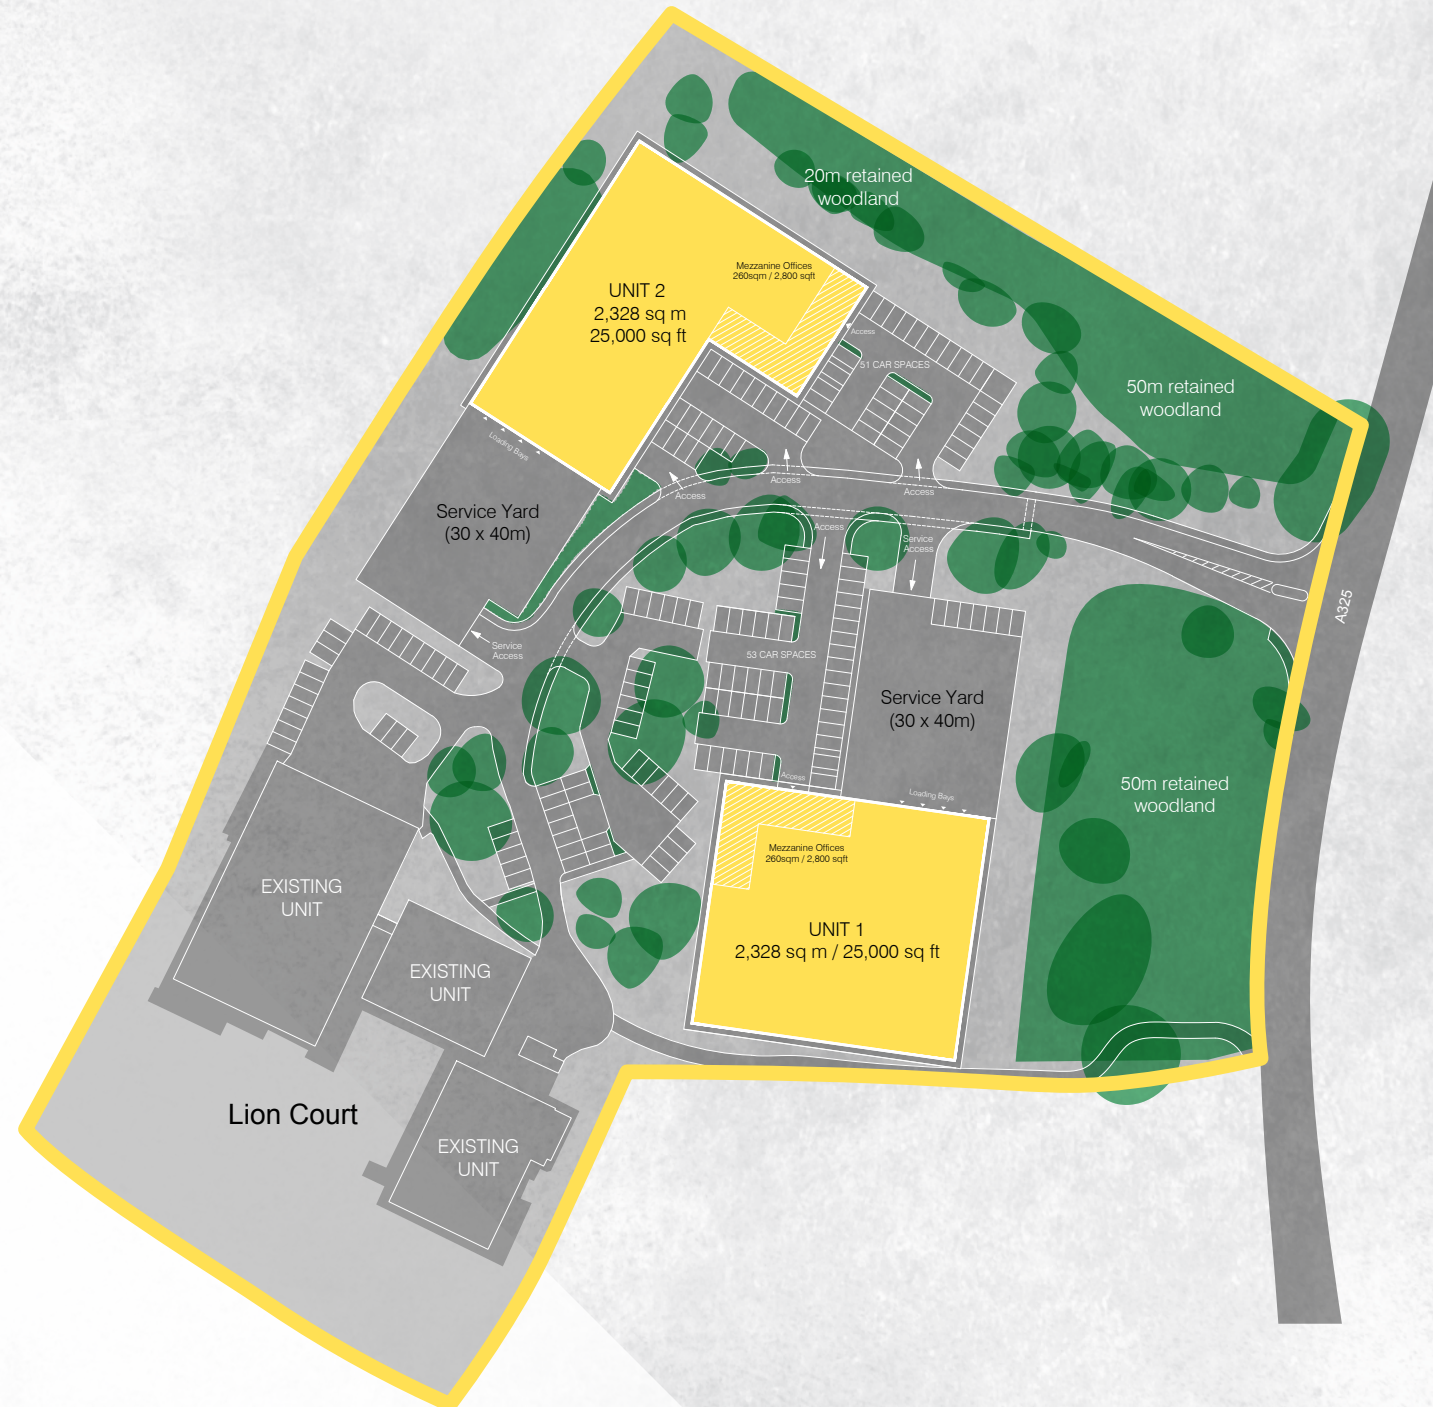 20m retained
woodland
Mezzanine Offices
260sqm / 2,800 sqft
UNIT 2
2,328 sq m
25,000 sq ft
Access
51 CAR SPACES
50m retained
woodland
Loading Bays
Access
Access
Access
Service Yard
(30 x 40m)
Access
Service
Access
A325
Service
Access
53 CAR SPACES
Service Yard
(30 x 40m)
Access
Loading Bays
50m retained
woodland
Mezzanine Offices
260sqm / 2,800 sqft
EXISTING
UNIT
UNIT 1
2,328 sq m / 25,000 sq ft
EXISTING
UNIT
Lion Court
EXISTING
UNIT